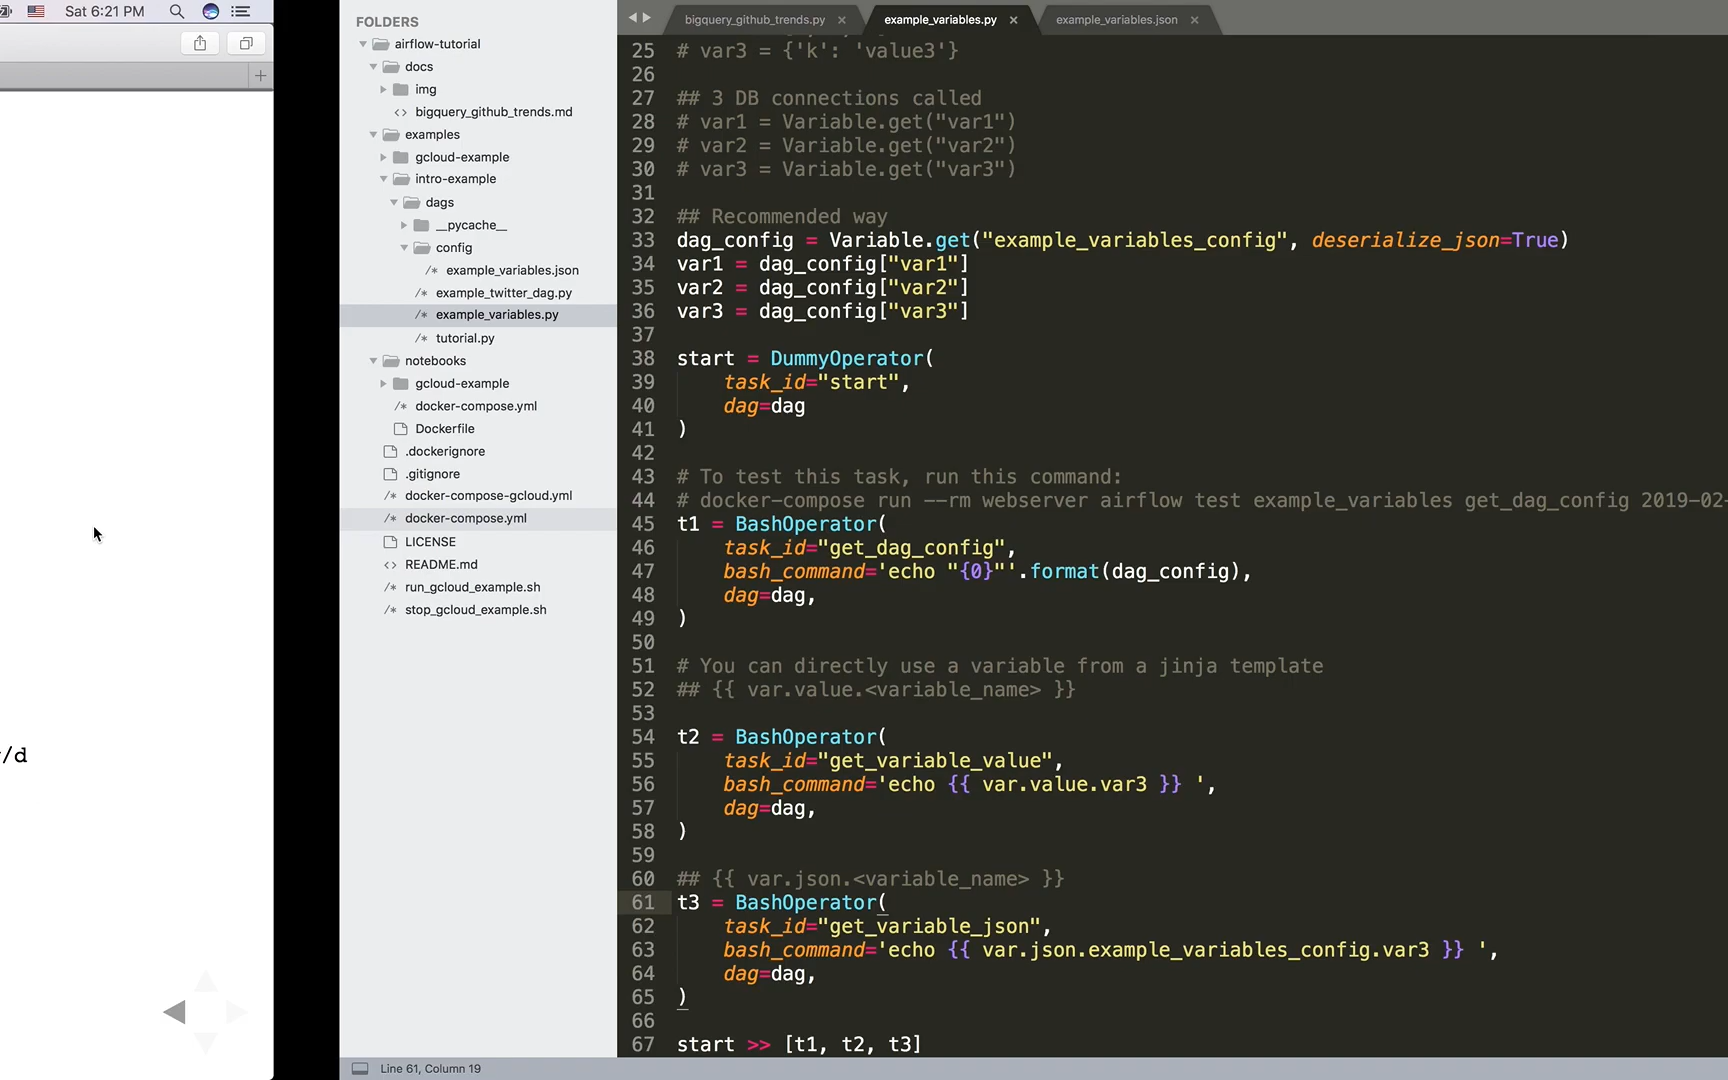 Sat 6:21 PM
r/d
FOLDERS
airflow-tutorial
docs
img
<> bigquery_github_trends.md
examples
gcloud-example
intro-example
dags
__pycache__
config
/* example_variables.json
/* example_twitter_dag.py
/* example_variables.py
/* tutorial.py
notebooks
gcloud-example
/* docker-compose.yml
Dockerfile
.dockerignore
.gitignore
/* docker-compose-gcloud.yml
/* docker-compose.yml
LICENSE
<> README.md
/* run_gcloud_example.sh
/* stop_gcloud_example.sh
bigquery_github_trends.py × example_variables.py × example_variables.json ×
25 # var3 = {'k': 'value3'}
26
27 ## 3 DB connections called
28 # var1 = Variable.get("var1")
29 # var2 = Variable.get("var2")
30 # var3 = Variable.get("var3")
31
32 ## Recommended way
33 dag_config = Variable.get("example_variables_config", deserialize_json=True)
34 var1 = dag_config["var1"]
35 var2 = dag_config["var2"]
36 var3 = dag_config["var3"]
37
38 start = DummyOperator(
39 task_id="start",
40 dag=dag
41 )
42
43 # To test this task, run this command:
44 # docker-compose run --rm webserver airflow test example_variables get_dag_config 2019-02-
45 t1 = BashOperator(
46 task_id="get_dag_config",
47 bash_command='echo "{0}"'.format(dag_config),
48 dag=dag,
49 )
50
51 # You can directly use a variable from a jinja template
52 ## {{ var.value.<variable_name> }}
53
54 t2 = BashOperator(
55 task_id="get_variable_value",
56 bash_command='echo {{ var.value.var3 }} ',
57 dag=dag,
58 )
59
60 ## {{ var.json.<variable_name> }}
61 t3 = BashOperator(
62 task_id="get_variable_json",
63 bash_command='echo {{ var.json.example_variables_config.var3 }} ',
64 dag=dag,
65 )
66
67 start >> [t1, t2, t3]
Line 61, Column 19